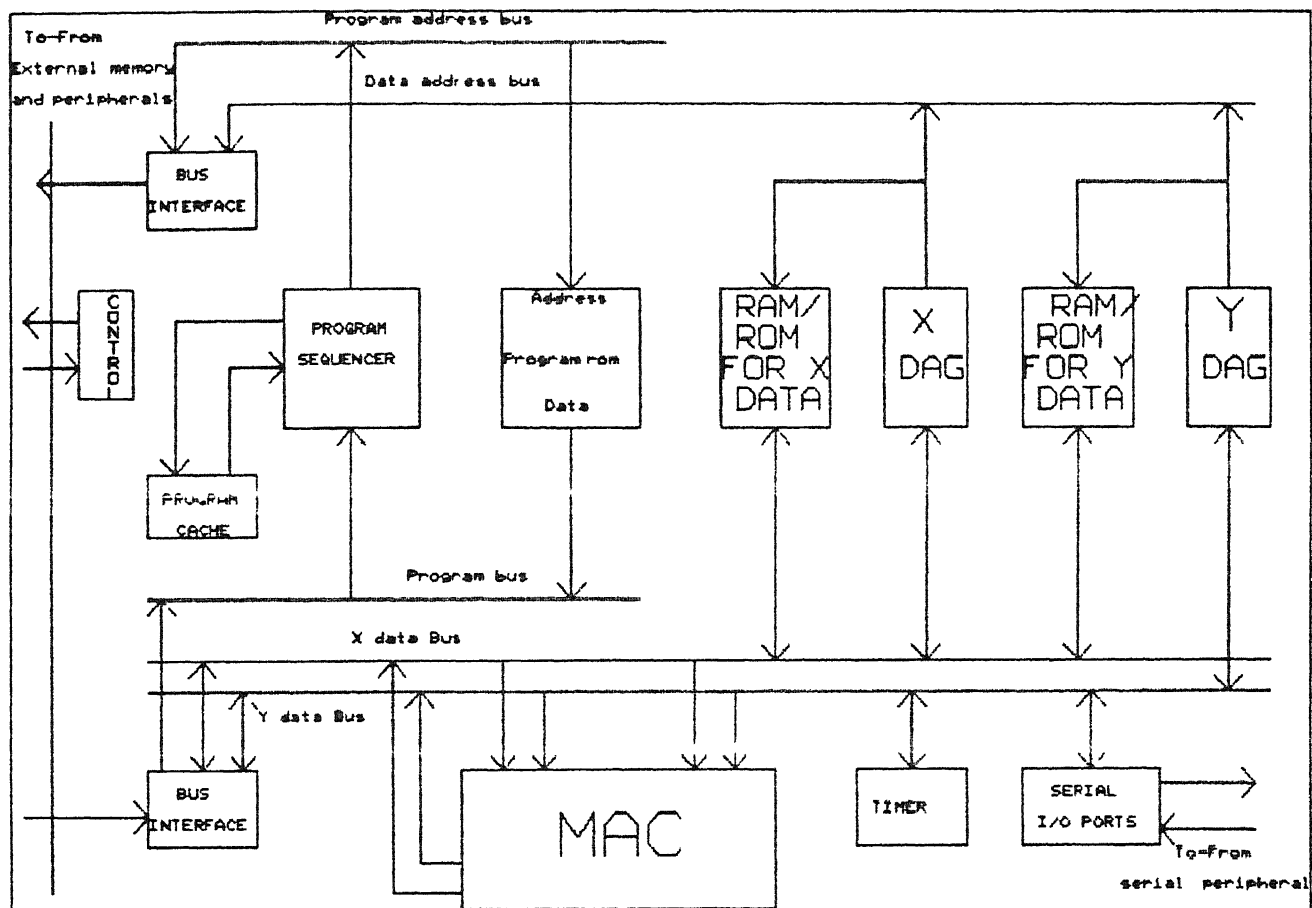 Program address bus
To-From
External memory
and peripherals
Data address bus
BUS
INTERFACE
CONTROL
PROGRAM
SEQUENCER
Address
Program rom
Data
RAM/
ROM
FOR X
DATA
X
DAG
RAM/
ROM
FOR Y
DATA
Y
DAG
PROGRAM
CACHE
Program bus
X data Bus
Y data Bus
BUS
INTERFACE
MAC
TIMER
SERIAL
I/O PORTS
To-From
serial peripheral